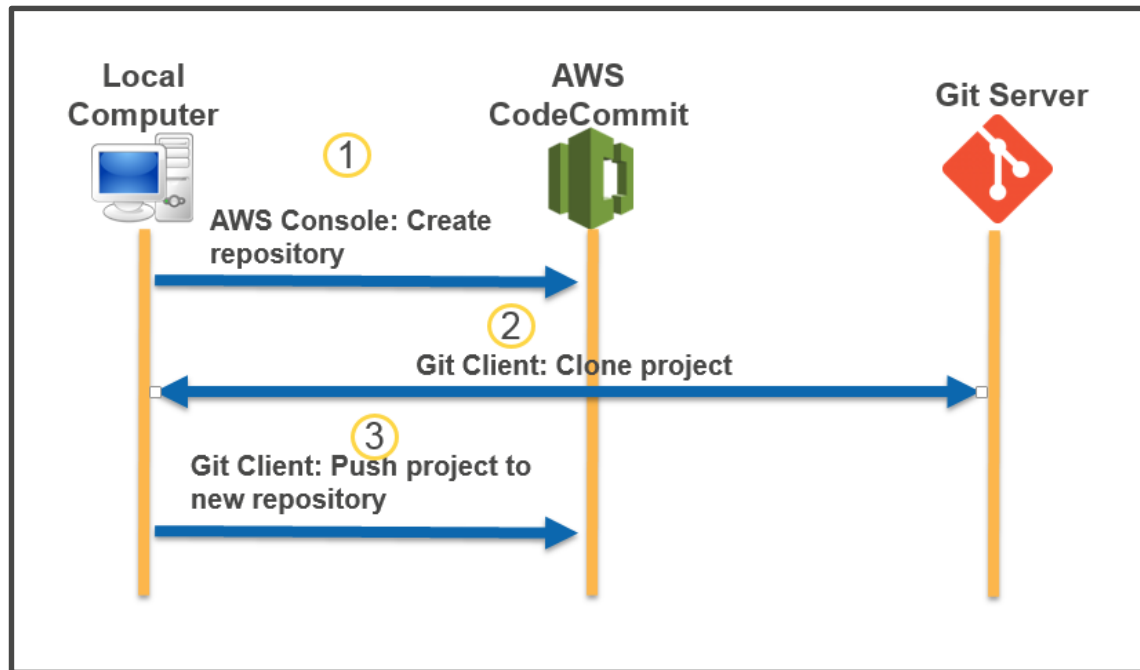 Local
Computer
AWS
CodeCommit
Git Server
1
AWS Console: Create
repository
2
Git Client: Clone project
3
Git Client: Push project to
new repository